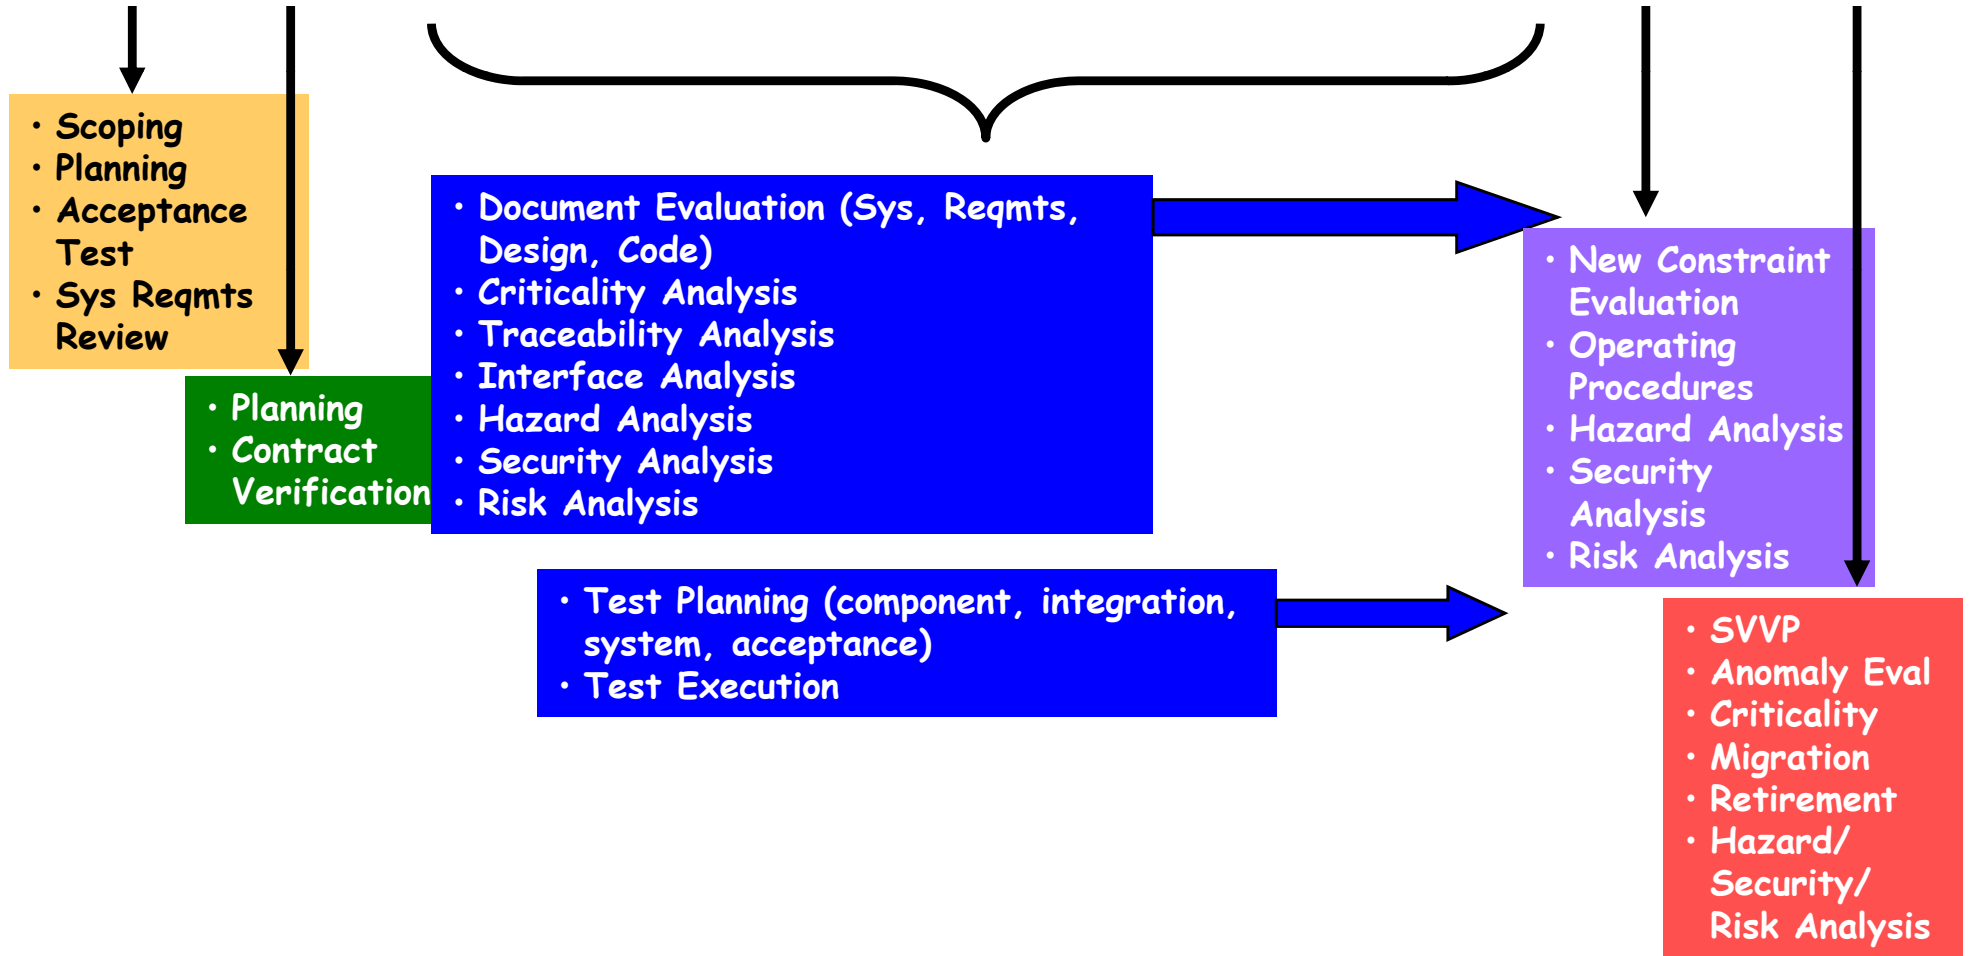 · Scoping
· Planning
· Acceptance
Test
· Sys Reqmts
Review
· Planning
· Contract
Verification
· Document Evaluation (Sys, Reqmts,
Design, Code)
· Criticality Analysis
· Traceability Analysis
· Interface Analysis
· Hazard Analysis
· Security Analysis
· Risk Analysis
· Test Planning (component, integration,
system, acceptance)
· Test Execution
· New Constraint
Evaluation
· Operating
Procedures
· Hazard Analysis
· Security
Analysis
· Risk Analysis
· SVVP
· Anomaly Eval
· Criticality
· Migration
· Retirement
· Hazard/
Security/
Risk Analysis